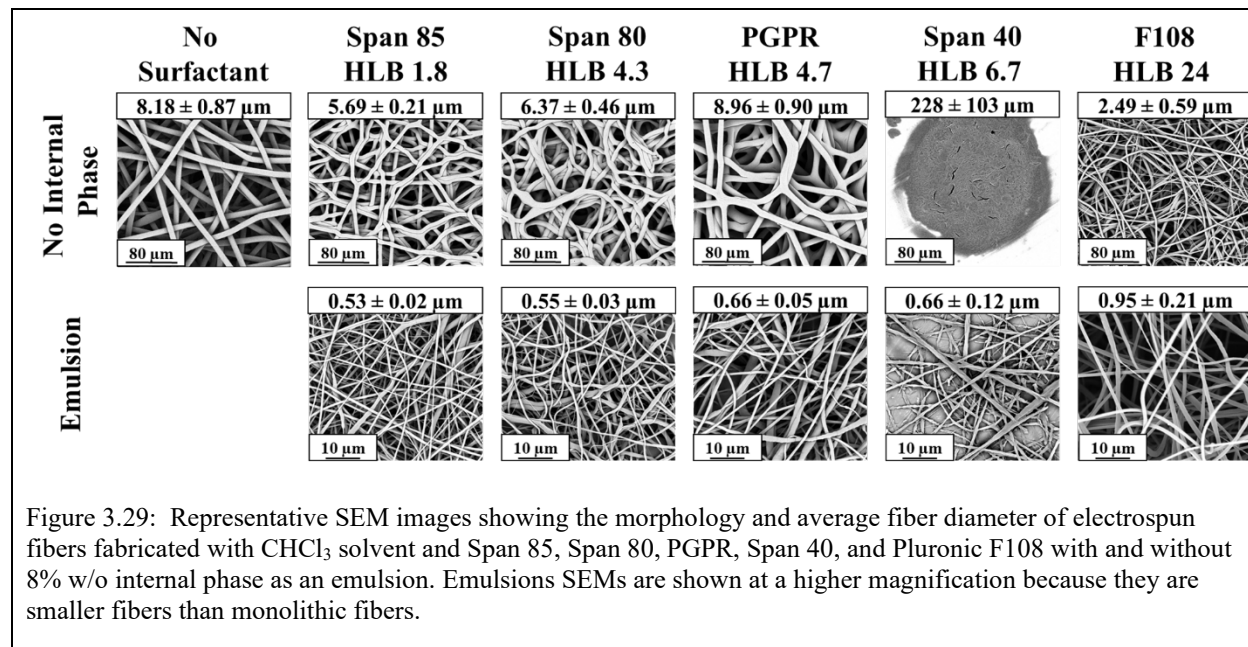 No Surfactant
Span 85 HLB 1.8
Span 80 HLB 4.3
PGPR HLB 4.7
Span 40 HLB 6.7
F108 HLB 24
No Internal Phase
8.18 ± 0.87 µm
5.69 ± 0.21 µm
6.37 ± 0.46 µm
8.96 ± 0.90 µm
228 ± 103 µm
2.49 ± 0.59 µm
80 µm
80 µm
80 µm
80 µm
80 µm
80 µm
Emulsion
0.53 ± 0.02 µm
0.55 ± 0.03 µm
0.66 ± 0.05 µm
0.66 ± 0.12 µm
0.95 ± 0.21 µm
10 µm
10 µm
10 µm
10 µm
10 µm
Figure 3.29:  Representative SEM images showing the morphology and average fiber diameter of electrospun
fibers fabricated with CHCl₃ solvent and Span 85, Span 80, PGPR, Span 40, and Pluronic F108 with and without
8% w/o internal phase as an emulsion. Emulsions SEMs are shown at a higher magnification because they are
smaller fibers than monolithic fibers.